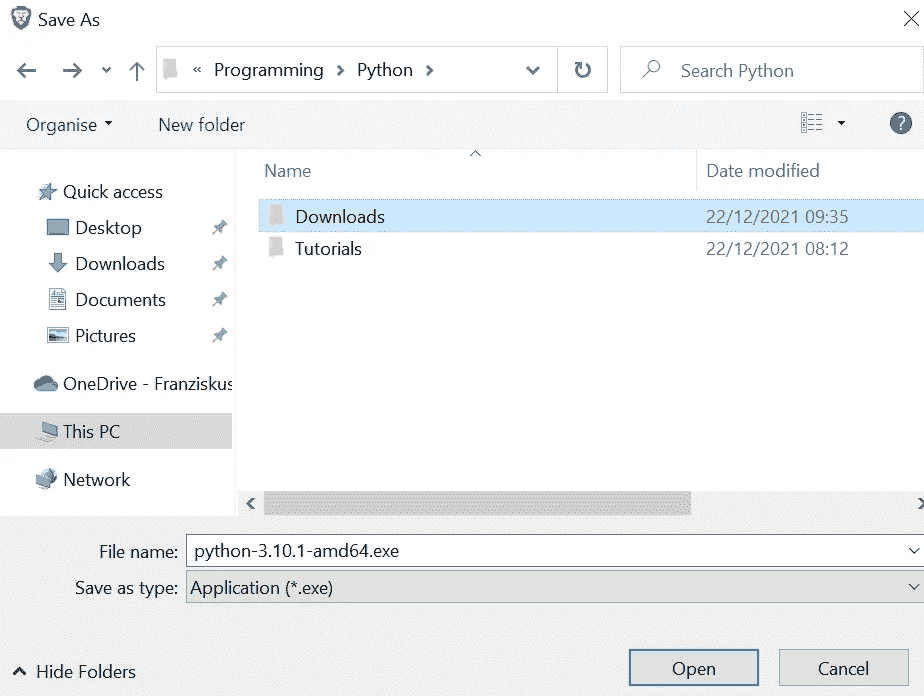 Save As
« Programming > Python >
Search Python
Organise
New folder
Name
Date modified
Quick access
Desktop
Downloads
Documents
Pictures
OneDrive - Franziskus
This PC
Network
Downloads 22/12/2021 09:35
Tutorials 22/12/2021 08:12
File name: python-3.10.1-amd64.exe
Save as type: Application (*.exe)
Hide Folders
Open
Cancel